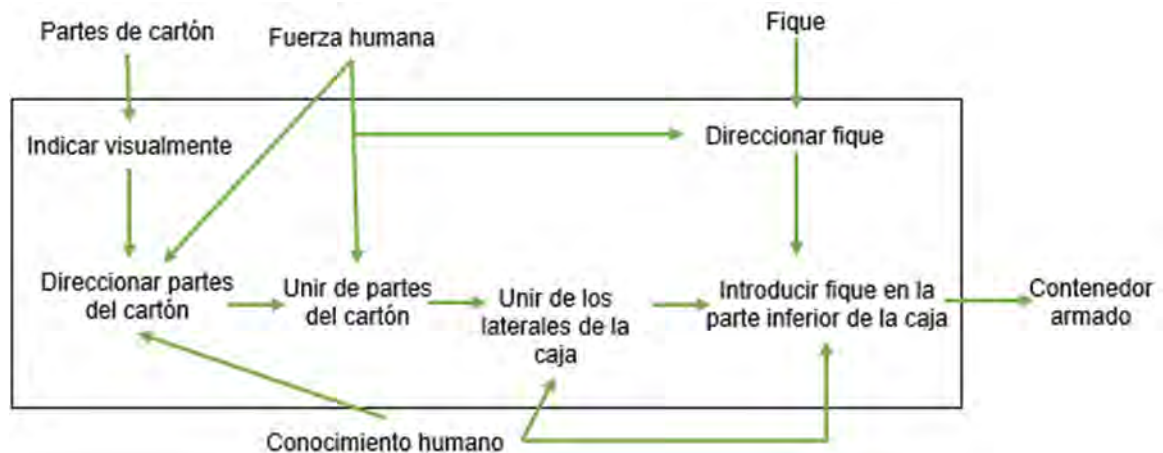 Partes de cartón
Fuerza humana
Fique
Indicar visualmente
Direccionar fique
Direccionar partes
del cartón
Unir de partes
del cartón
Unir de los
laterales de la
caja
Introducir fique en la
parte inferior de la caja
Contenedor
armado
Conocimiento humano